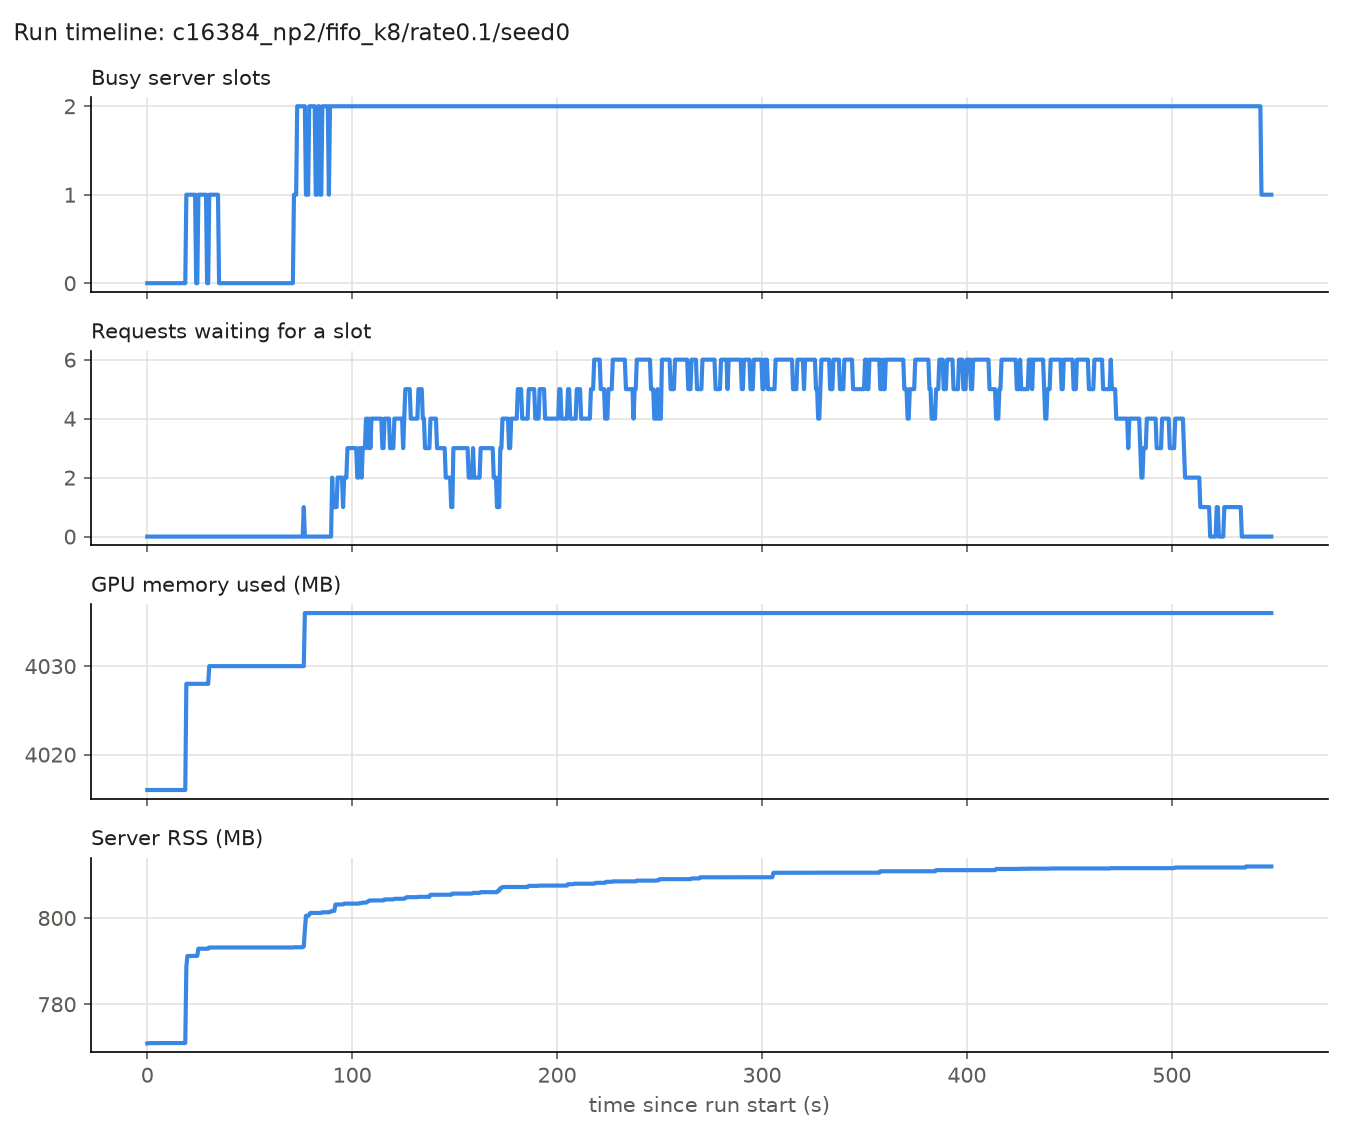 Run timeline: c16384_np2/fifo_k8/rate0.1/seed0
Busy server slots
2
1
0
Requests waiting for a slot
6
4
2
0
GPU memory used (MB)
4030
4020
Server RSS (MB)
800
780
0 100 200 300 400 500
time since run start (s)